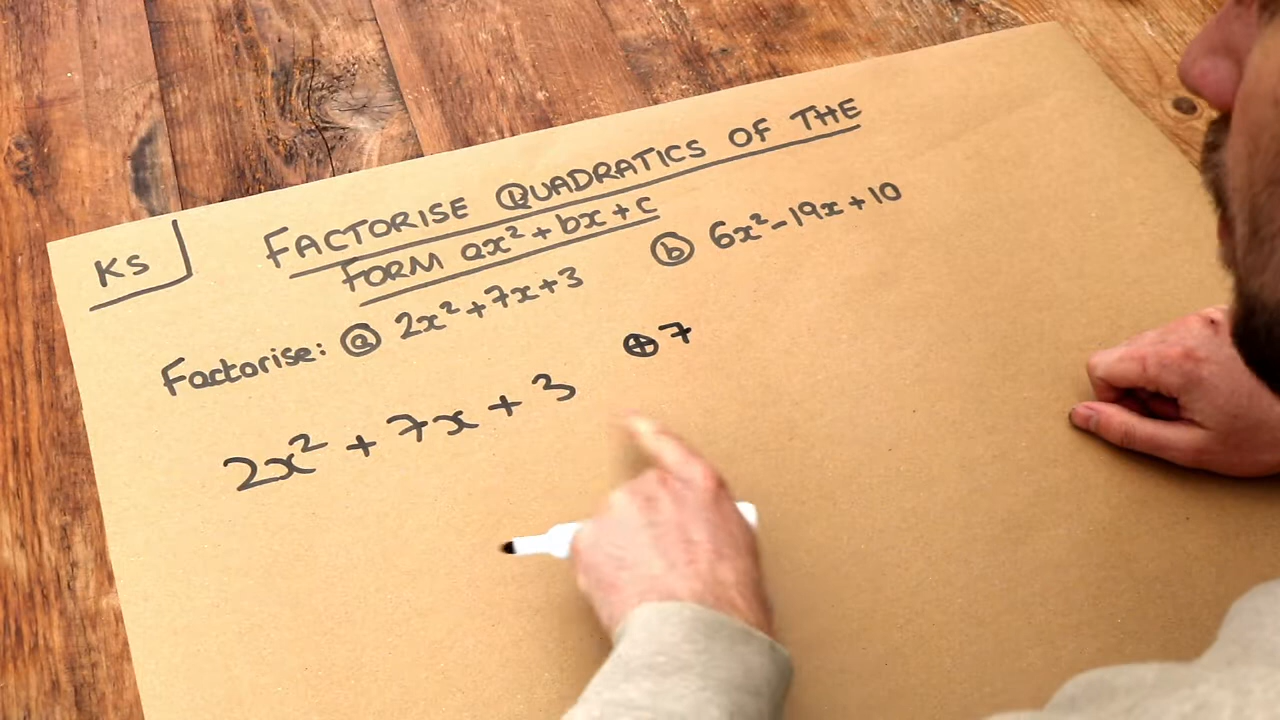 KS
FACTORISE QUADRATICS OF THE
FORM ax² + bx + c
Factorise: ⓐ 2x² + 7x + 3 ⓑ 6x² - 19x + 10
⊕ 7
2x² + 7x + 3